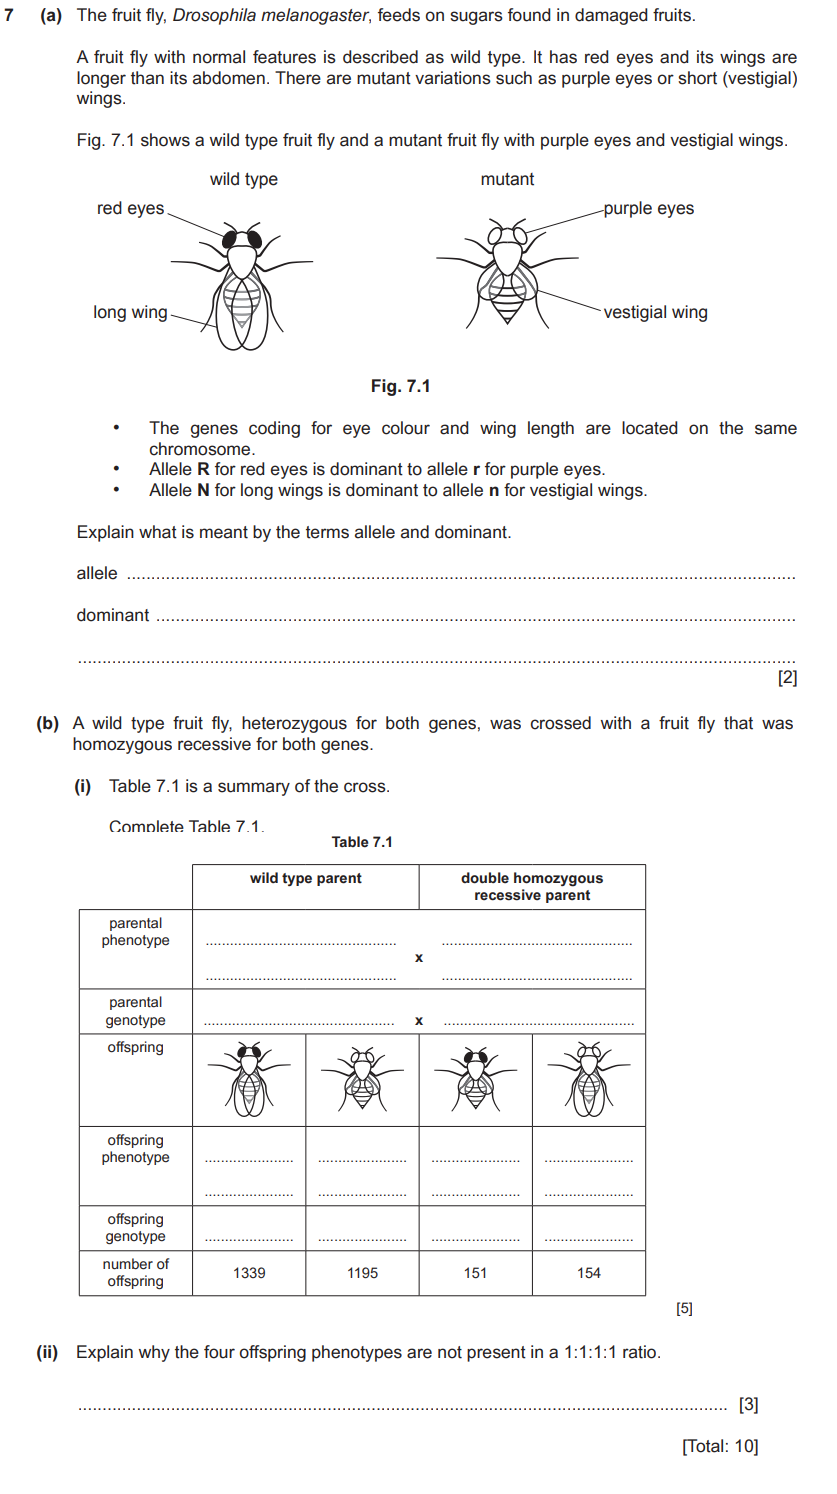 7 (a) The fruit fly, Drosophila melanogaster, feeds on sugars found in damaged fruits.
A fruit fly with normal features is described as wild type. It has red eyes and its wings are
longer than its abdomen. There are mutant variations such as purple eyes or short (vestigial)
wings.
Fig. 7.1 shows a wild type fruit fly and a mutant fruit fly with purple eyes and vestigial wings.
wild type mutant
red eyes purple eyes
long wing vestigial wing
Fig. 7.1
• The genes coding for eye colour and wing length are located on the same
chromosome.
• Allele R for red eyes is dominant to allele r for purple eyes.
• Allele N for long wings is dominant to allele n for vestigial wings.
Explain what is meant by the terms allele and dominant.
allele
dominant
[2]
(b) A wild type fruit fly, heterozygous for both genes, was crossed with a fruit fly that was
homozygous recessive for both genes.
(i) Table 7.1 is a summary of the cross.
Complete Table 7.1.
Table 7.1
wild type parent double homozygous
recessive parent
parental
phenotype
x
parental
genotype x
offspring
offspring
phenotype
offspring
genotype
number of
offspring 1339 1195 151 154
[5]
(ii) Explain why the four offspring phenotypes are not present in a 1:1:1:1 ratio.
[3]
[Total: 10]